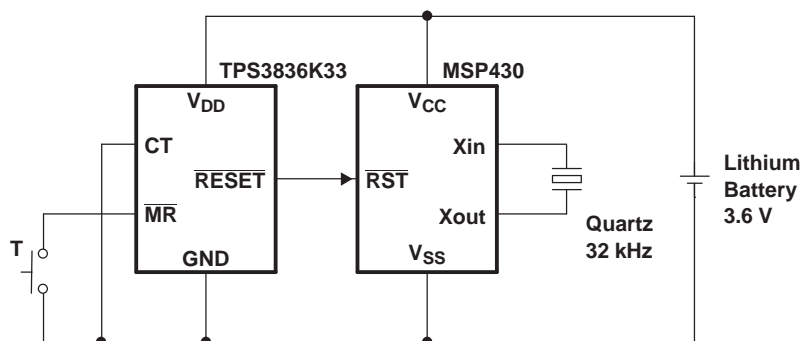 TPS3836K33
MSP430
VDD
VCC
CT
Xin
RESET
RST
MR
Xout
GND
VSS
T
Quartz
32 kHz
Lithium
Battery
3.6 V